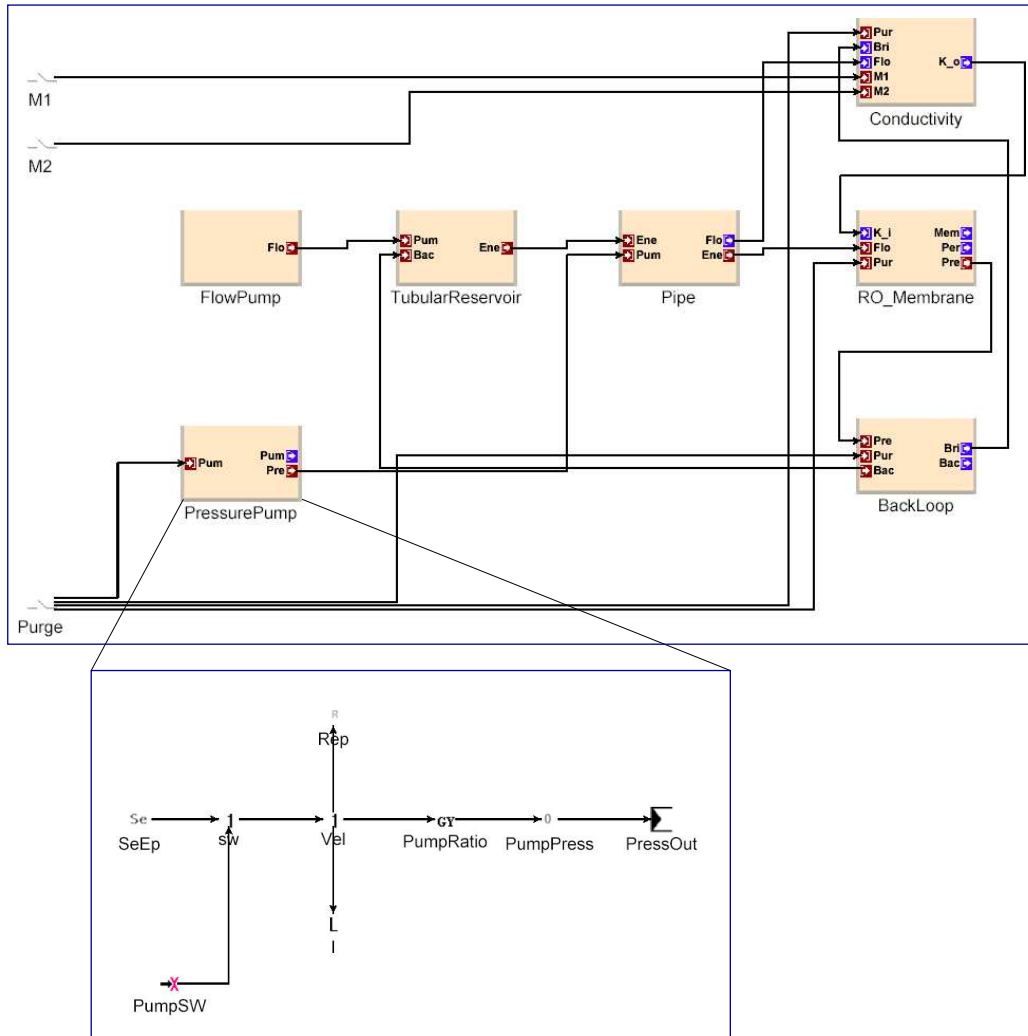 Pur
Bri
Flo
K_o
M1
M2
Conductivity
M1
M2
Flo
FlowPump
Pum
Bac
Ene
TubularReservoir
Ene
Pum
Flo
Ene
Pipe
K_i
Flo
Pur
Mem
Per
Pre
RO_Membrane
Pum
Pum
Pre
PressurePump
Pre
Pur
Bac
Bri
Bac
BackLoop
Purge
R
Rep
Se
SeEp
1
sw
1
Vel
GY
PumpRatio
0
PumpPress
PressOut
L
I
PumpSW